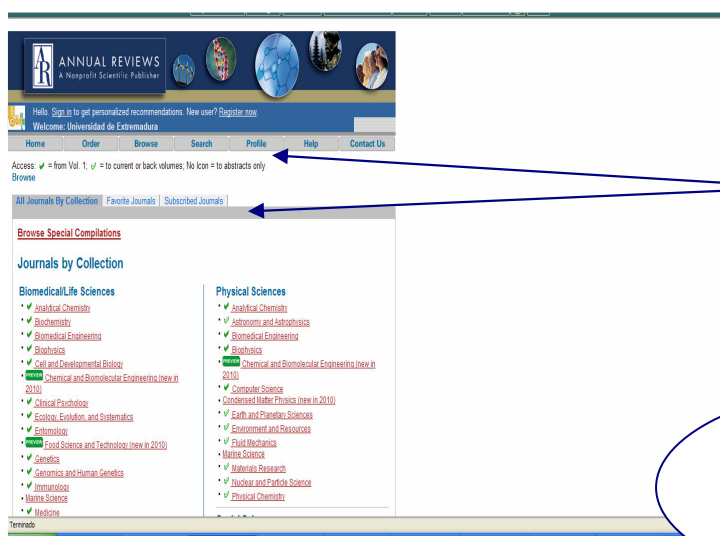 ANNUAL REVIEWS
A Nonprofit Scientific Publisher
Hello. Sign in to get personalized recommendations. New user? Register now.
Welcome: Universidad de Extremadura
Home Order Browse Search Profile Help Contact Us
Access: ✔ = from Vol. 1; ✔ = to current or back volumes; No Icon = to abstracts only
Browse
All Journals By Collection Favorite Journals Subscribed Journals
Browse Special Compilations
Journals by Collection
Biomedical/Life Sciences
• ✔ Analytical Chemistry
• ✔ Biochemistry
• ✔ Biomedical Engineering
• ✔ Biophysics
• ✔ Cell and Developmental Biology
• PREVIEW Chemical and Biomolecular Engineering (new in
2010)
• ✔ Clinical Psychology
• ✔ Ecology, Evolution, and Systematics
• ✔ Entomology
• PREVIEW Food Science and Technology (new in 2010)
• ✔ Genetics
• ✔ Genomics and Human Genetics
• ✔ Immunology
• Marine Science
• ✔ Medicine
Physical Sciences
• ✔ Analytical Chemistry
• ✔ Astronomy and Astrophysics
• ✔ Biomedical Engineering
• ✔ Biophysics
• PREVIEW Chemical and Biomolecular Engineering (new in
2010)
• ✔ Computer Science
• Condensed Matter Physics (new in 2010)
• ✔ Earth and Planetary Sciences
• ✔ Environment and Resources
• ✔ Fluid Mechanics
• Marine Science
• ✔ Materials Research
• ✔ Nuclear and Particle Science
• ✔ Physical Chemistry
Terminado